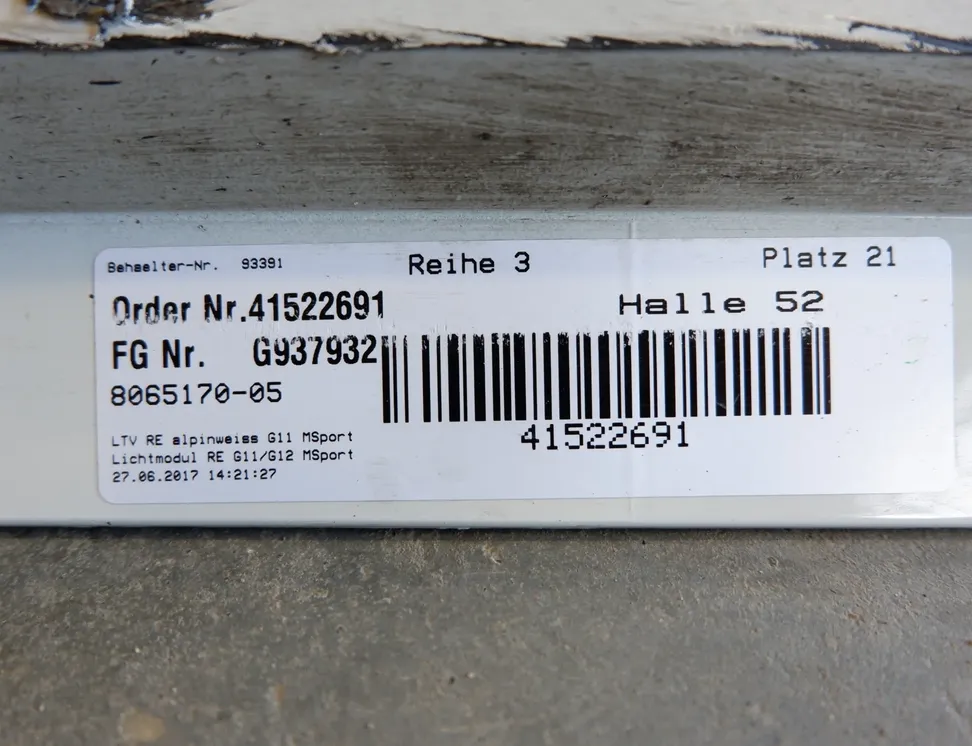 Behaelter-Nr. 93391 Reihe 3 Platz 21
Order Nr.41522691 Halle 52
FG Nr. G937932
8065170-05
41522691
LTV RE alpinweiss G11 MSport
Lichtmodul RE G11/G12 MSport
27.06.2017 14:21:27